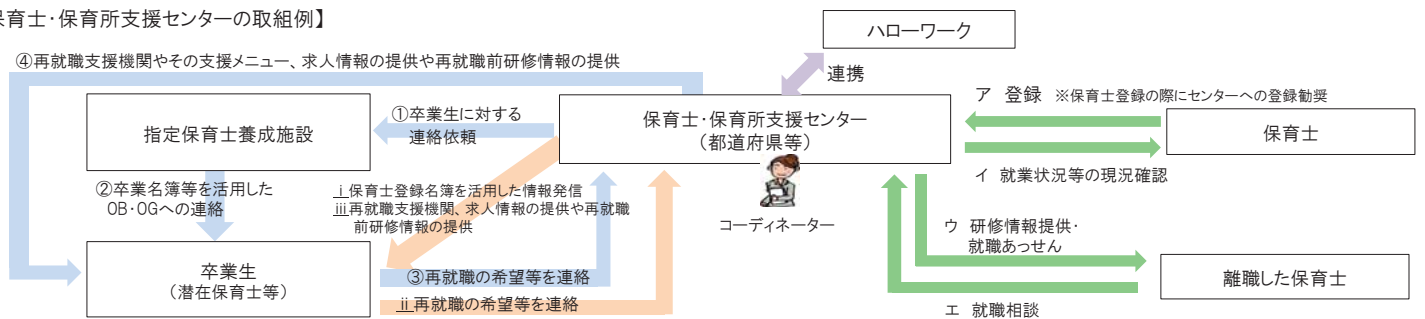 保育士・保育所支援センターの取組例】
ハローワーク
④再就職支援機関やその支援メニュー、求人情報の提供や再就職前研修情報の提供
連携
ア 登録 ※保育士登録の際にセンターへの登録勧奨
①卒業生に対する
連絡依頼
指定保育士養成施設
保育士・保育所支援センター
（都道府県等）
保育士
イ 就業状況等の現況確認
②卒業名簿等を活用した
OB・OGへの連絡
ⅰ保育士登録名簿を活用した情報発信
ⅲ再就職支援機関、求人情報の提供や再就職
前研修情報の提供
コーディネーター
ウ 研修情報提供・
就職あっせん
卒業生
（潜在保育士等）
③再就職の希望等を連絡
ⅱ再就職の希望等を連絡
離職した保育士
エ 就職相談